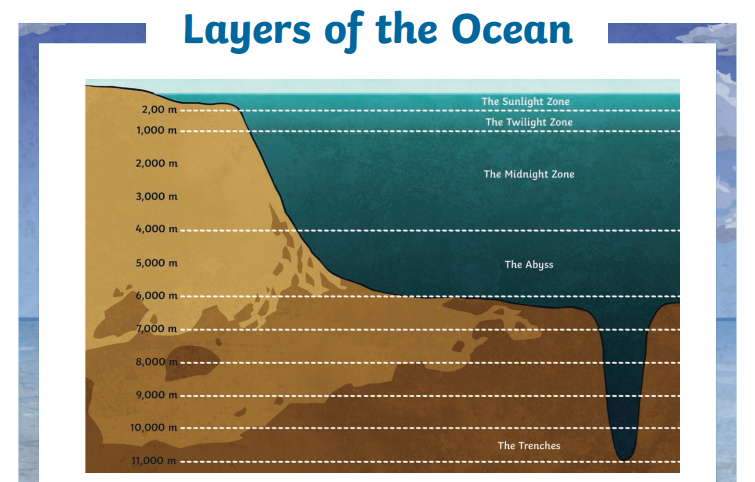 Layers of the Ocean
The Sunlight Zone
2,00 m
The Twilight Zone
1,000 m
2,000 m
The Midnight Zone
3,000 m
4,000 m
5,000 m
The Abyss
6,000 m
7,000 m
8,000 m
9,000 m
10,000 m
The Trenches
11,000 m